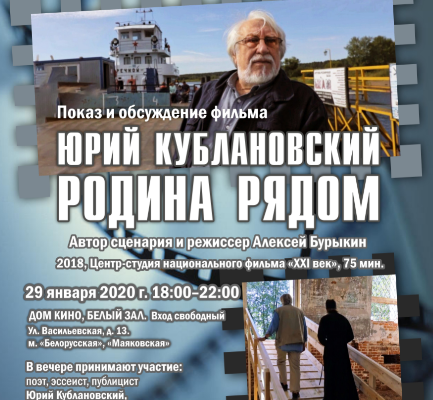 Показ и обсуждение фильма
ЮРИЙ КУБЛАНОВСКИЙ
РОДИНА РЯДОМ
Автор сценария и режиссер Алексей Бурыкин
2018, Центр-студия национального фильма «XXI век», 75 мин.
29 января 2020 г. 18:00–22:00
ДОМ КИНО, БЕЛЫЙ ЗАЛ. Вход свободный
Ул. Васильевская, д. 13.
м. «Белорусская», «Маяковская»
В вечере принимают участие:
поэт, эссеист, публицист
Юрий Кублановский,